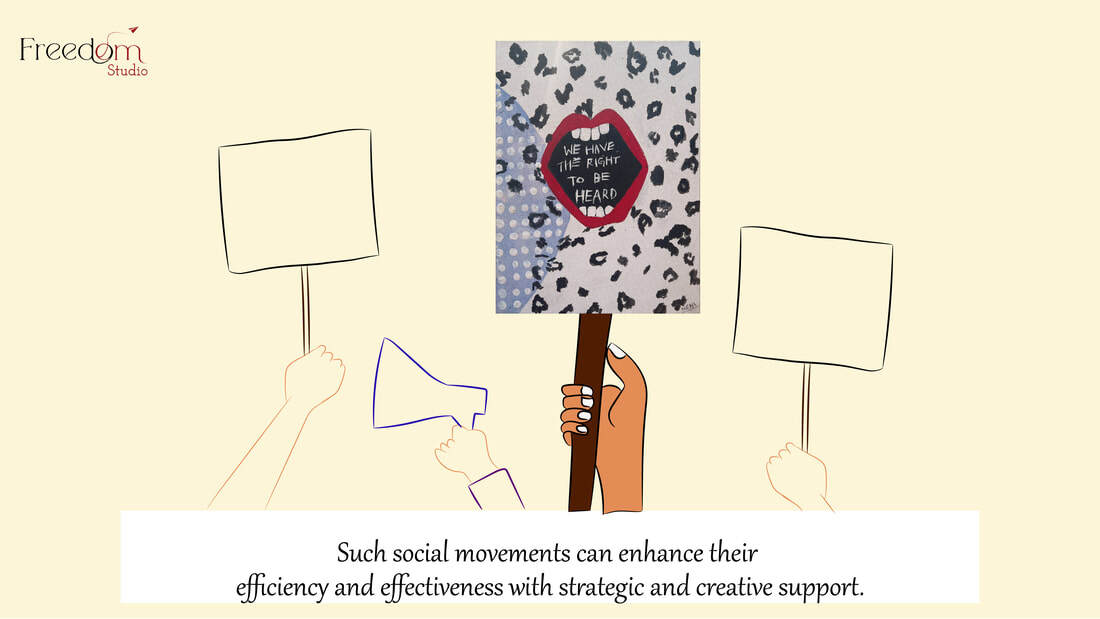 Freedom
Studio
WE HAVE
THE RIGHT
TO BE
HEARD
Such social movements can enhance their
efficiency and effectiveness with strategic and creative support.